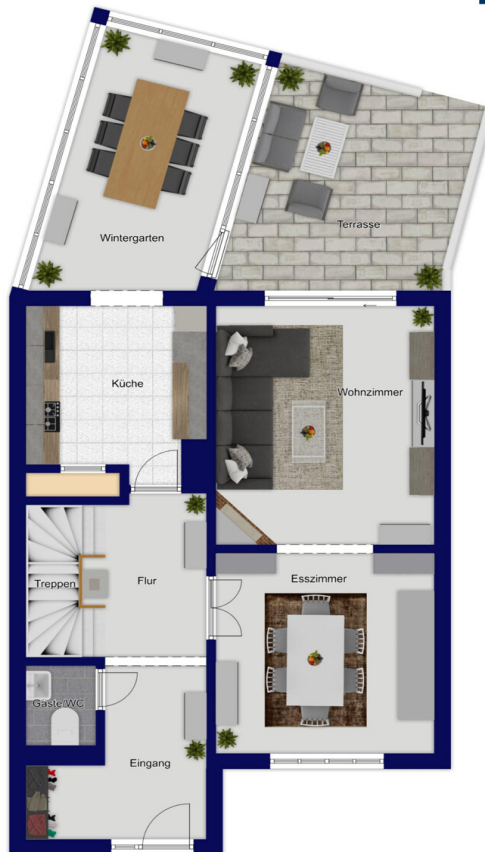 Wintergarten
Terrasse
Küche
Wohnzimmer
Treppen
Flur
Esszimmer
Gäste/WC
Eingang